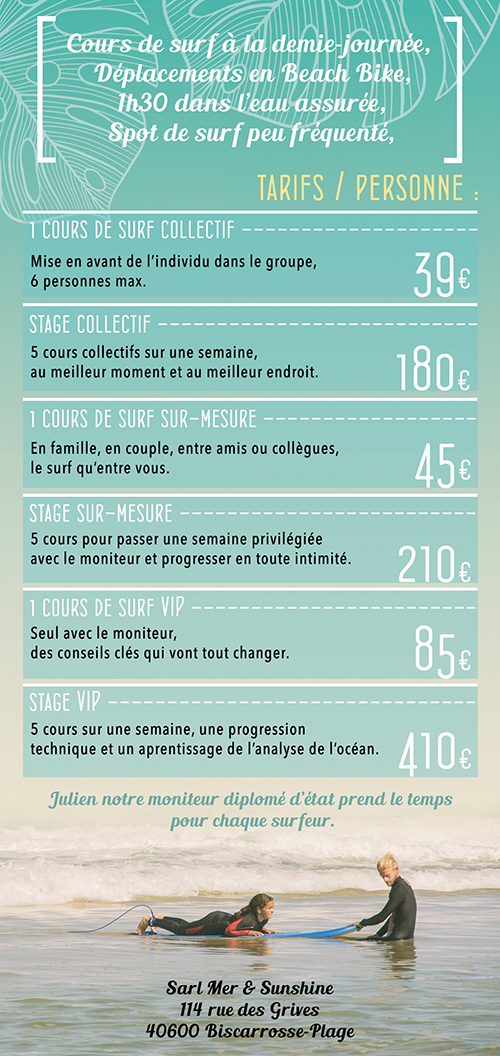 Cours de surf à la demie-journée,
Déplacements en Beach Bike,
1h30 dans l'eau assurée,
Spot de surf peu fréquenté,
TARIFS / PERSONNE :
1 COURS DE SURF COLLECTIF
Mise en avant de l'individu dans le groupe,
6 personnes max.
39€
STAGE COLLECTIF
5 cours collectifs sur une semaine,
au meilleur moment et au meilleur endroit.
180€
1 COURS DE SURF SUR-MESURE
En famille, en couple, entre amis ou collègues,
le surf qu'entre vous.
45€
STAGE SUR-MESURE
5 cours pour passer une semaine privilégiée
avec le moniteur et progresser en toute intimité.
210€
1 COURS DE SURF VIP
Seul avec le moniteur,
des conseils clés qui vont tout changer.
85€
STAGE VIP
5 cours sur une semaine, une progression
technique et un aprentissage de l'analyse de l'océan.
410€
Julien notre moniteur diplomé d'état prend le temps
pour chaque surfeur.
Sarl Mer & Sunshine
114 rue des Grives
40600 Biscarrosse-Plage